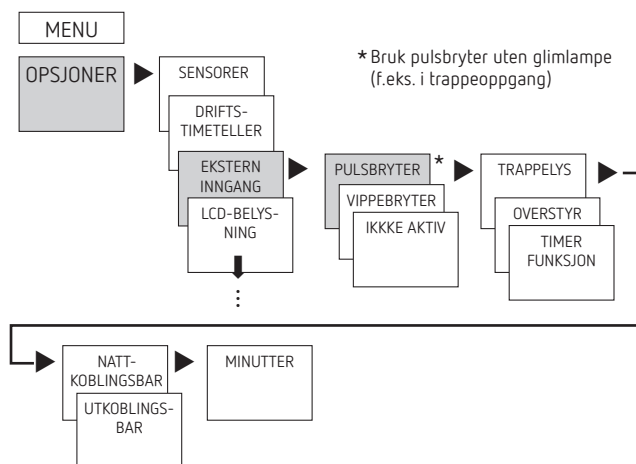 MENU
* Bruk pulsbryter uten glimlampe
(f.eks. i trappeoppgang)
OPSJONER
SENSORER
DRIFTS-
TIMETELLER
EKSTERN
INNGANG
LCD-BELYS-
NING
PULSBRYTER *
VIPPEBRYTER
IKKKE AKTIV
TRAPPELYS
OVERSTYR
TIMER
FUNKSJON
NATT-
KOBLINGSBAR
UTKOBLINGS-
BAR
MINUTTER